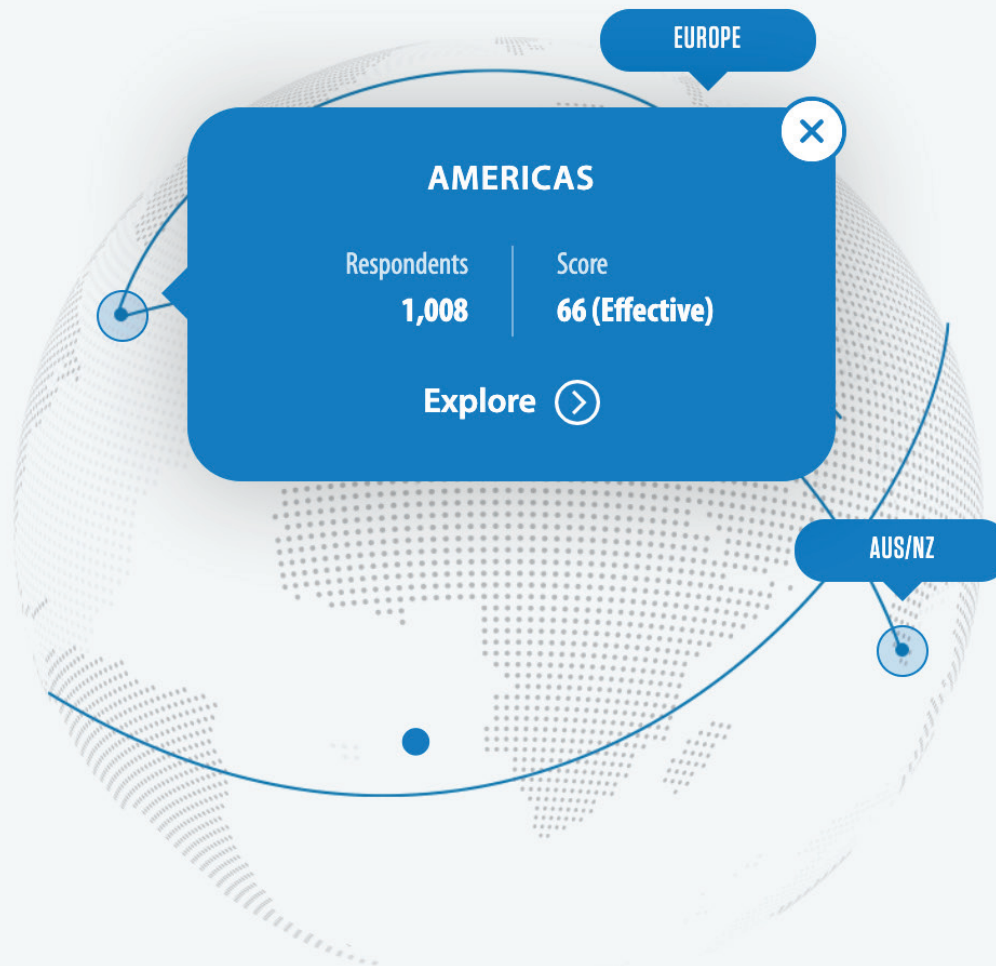 EUROPE
AMERICAS
Respondents
1,008
Score
66 (Effective)
Explore
AUS/NZ